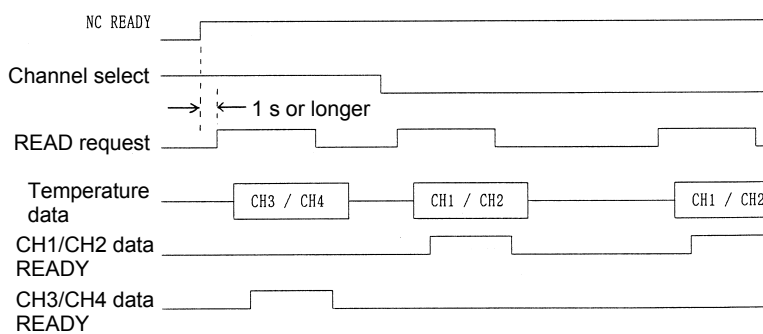 NC READY
Channel select
1 s or longer
READ request
Temperature
data
CH3 / CH4
CH1 / CH2
CH1 / CH2
CH1/CH2 data
READY
CH3/CH4 data
READY